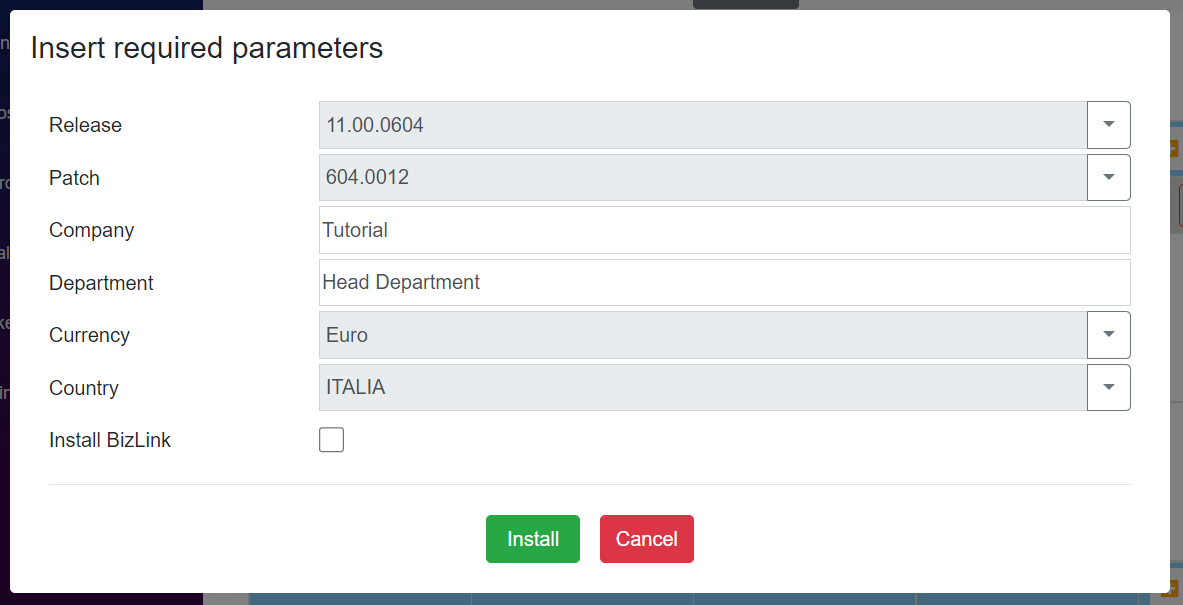 Insert required parameters
Release 11.00.0604
Patch 604.0012
Company Tutorial
Department Head Department
Currency Euro
Country ITALIA
Install BizLink
Install Cancel